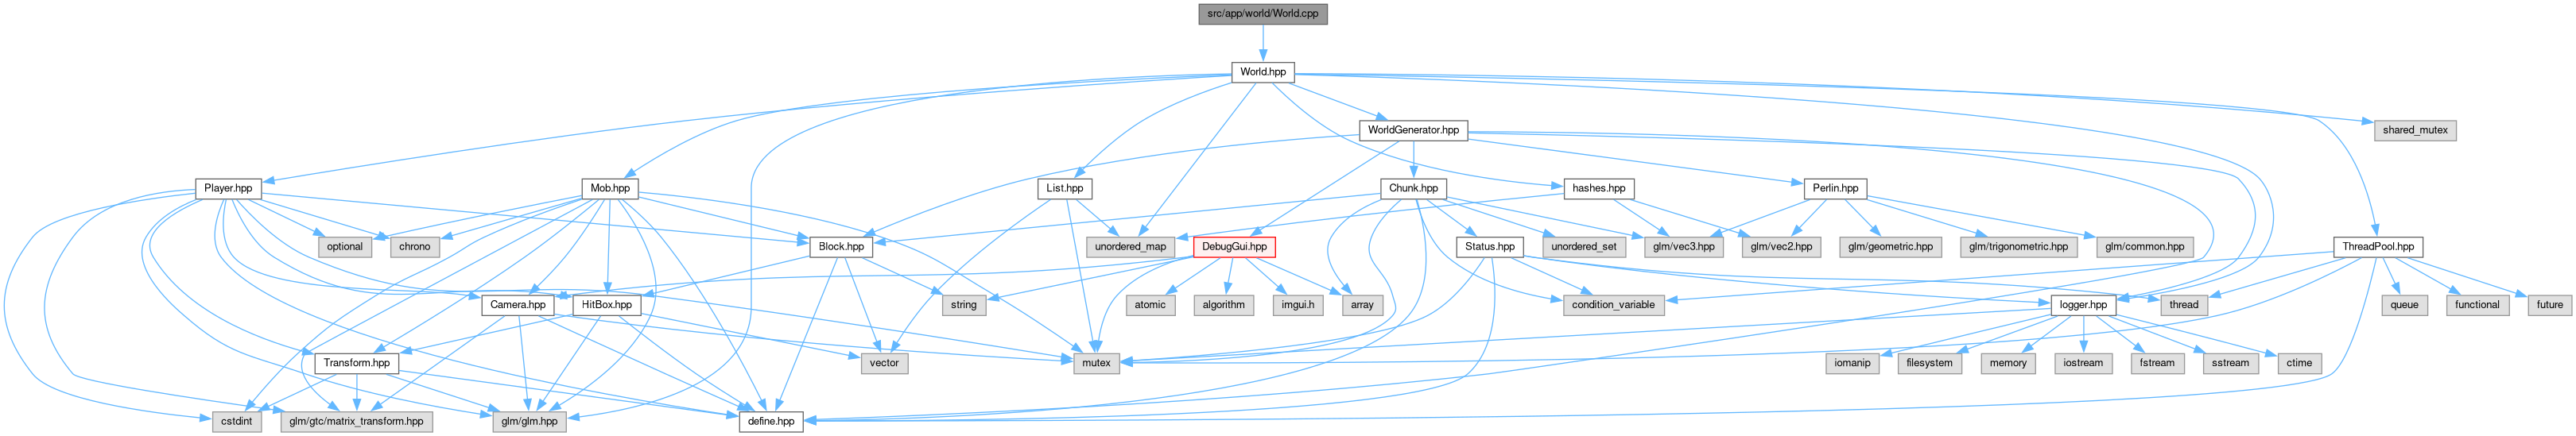 src/app/world/World.cpp
World.hpp
WorldGenerator.hpp
shared_mutex
Player.hpp
Mob.hpp
List.hpp
Chunk.hpp
hashes.hpp
Perlin.hpp
optional
chrono
Block.hpp
unordered_map
DebugGui.hpp
Status.hpp
unordered_set
glm/vec3.hpp
glm/vec2.hpp
glm/geometric.hpp
glm/trigonometric.hpp
glm/common.hpp
ThreadPool.hpp
Camera.hpp
HitBox.hpp
string
atomic
algorithm
imgui.h
array
condition_variable
logger.hpp
thread
queue
functional
future
Transform.hpp
vector
mutex
iomanip
filesystem
memory
iostream
fstream
sstream
ctime
cstdint
glm/gtc/matrix_transform.hpp
glm/glm.hpp
define.hpp